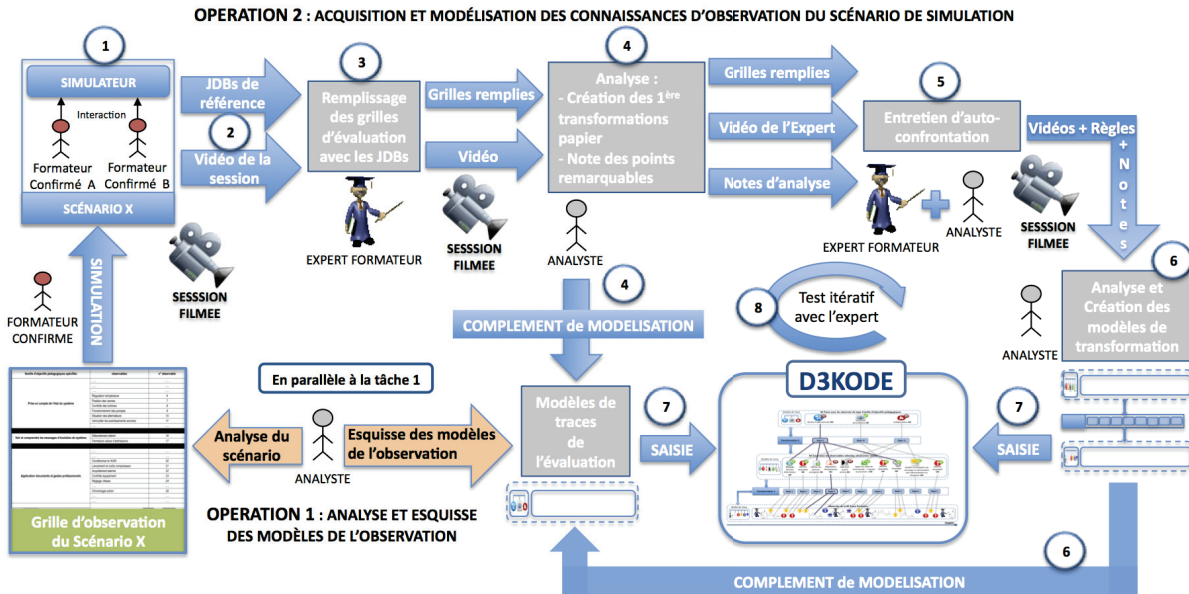 OPERATION 2 : ACQUISITION ET MODÉLISATION DES CONNAISSANCES D'OBSERVATION DU SCÉNARIO DE SIMULATION
1
SIMULATEUR
Interaction
Formateur
Confirmé A
Formateur
Confirmé B
SCÉNARIO X
JDBs de
référence
2
Vidéo de la
session
SESSSION
FILMEE
3
Remplissage
des grilles
d'évaluation
avec les JDBs
EXPERT FORMATEUR
Grilles remplies
Vidéo
SESSSION
FILMEE
4
Analyse :
- Création des 1ère
transformations
papier
- Note des points
remarquables
ANALYSTE
Grilles remplies
Vidéo de l'Expert
Notes d'analyse
5
Entretien d'auto-
confrontation
EXPERT FORMATEUR
ANALYSTE
SESSSION
FILMEE
Vidéos + Règles
+ Notes
6
Analyse et
Création des
modèles de
transformation
ANALYSTE
SIMULATION
FORMATEUR
CONFIRME
4
COMPLEMENT de MODELISATION
8
Test itératif
avec l'expert
En parallèle à la tâche 1
Analyse du
scénario
ANALYSTE
Esquisse des modèles
de l'observation
Modèles de
traces
de
l'évaluation
7
SAISIE
D3KODE
7
SAISIE
Grille d'observation
du Scénario X
OPERATION 1 : ANALYSE ET ESQUISSE
DES MODÈLES DE L'OBSERVATION
6
COMPLEMENT de MODELISATION